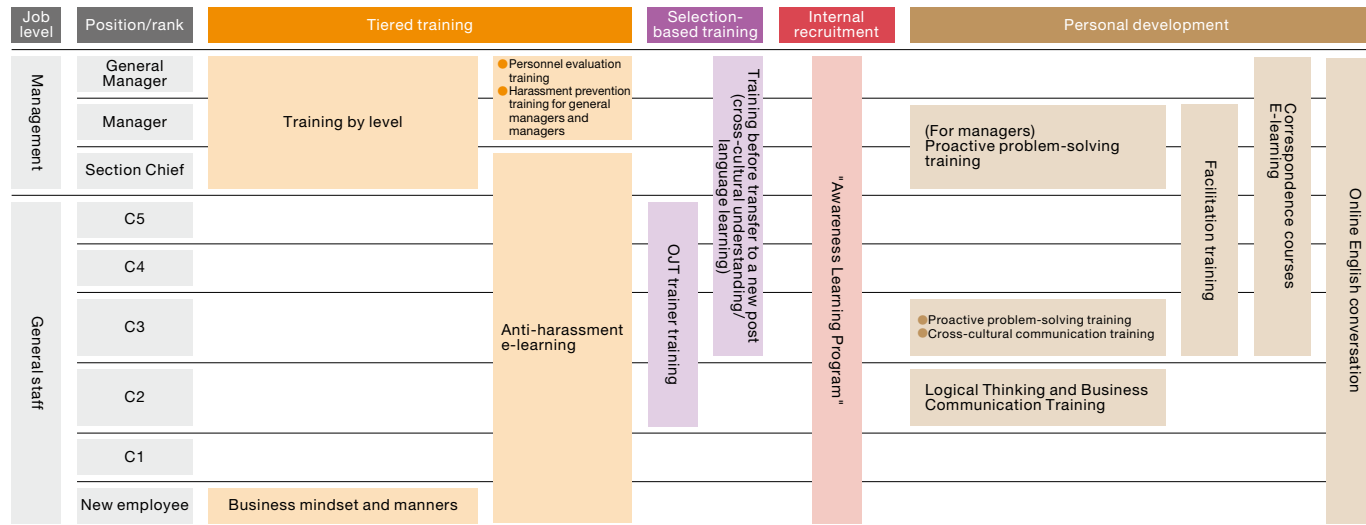 Job
level
Position/rank
Tiered training
Selection-
based training
Internal
recruitment
Personal development
Management
General
Manager
Manager
Section Chief
General staff
C5
C4
C3
C2
C1
New employee
Training by level
Business mindset and manners
●Personnel evaluation
training
●Harassment prevention
training for general
managers and
managers
Anti-harassment
e-learning
OJT trainer training
Training before transfer to a new post
(cross-cultural understanding/
language learning)
"Awareness Learning Program"
(For managers)
Proactive problem-solving
training
●Proactive problem-solving training
●Cross-cultural communication training
Logical Thinking and Business
Communication Training
Facilitation training
Correspondence courses
E-learning
Online English conversation